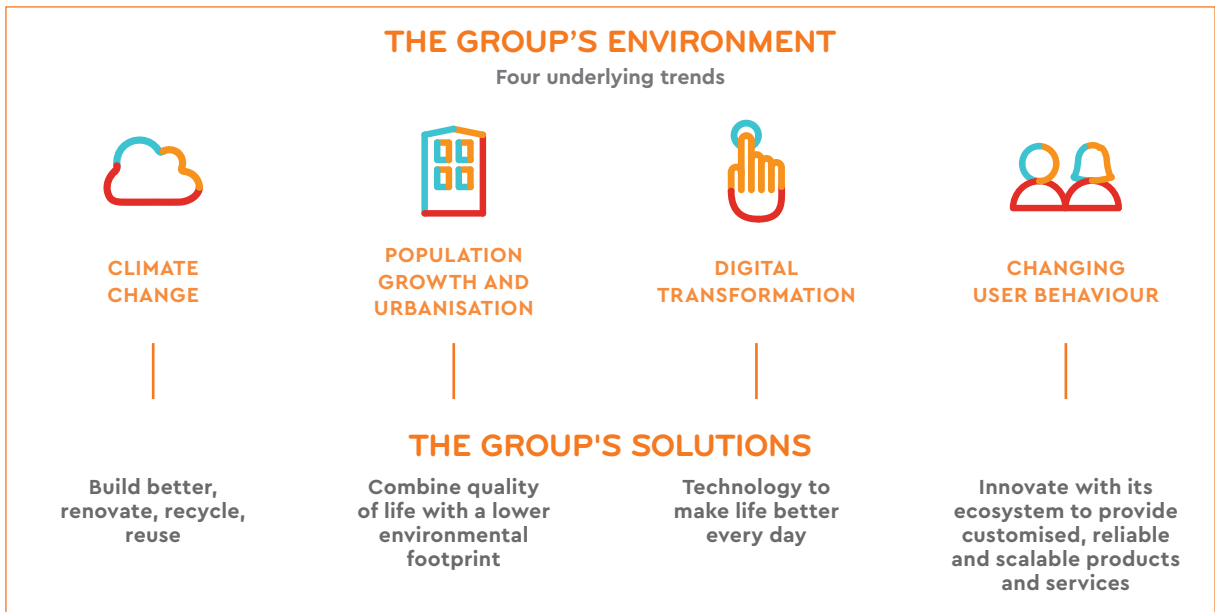 THE GROUP’S ENVIRONMENT
Four underlying trends
CLIMATE
CHANGE
POPULATION
GROWTH AND
URBANISATION
DIGITAL
TRANSFORMATION
CHANGING
USER BEHAVIOUR
THE GROUP'S SOLUTIONS
Build better,
renovate, recycle,
reuse
Combine quality
of life with a lower
environmental
footprint
Technology to
make life better
every day
Innovate with its
ecosystem to provide
customised, reliable
and scalable products
and services